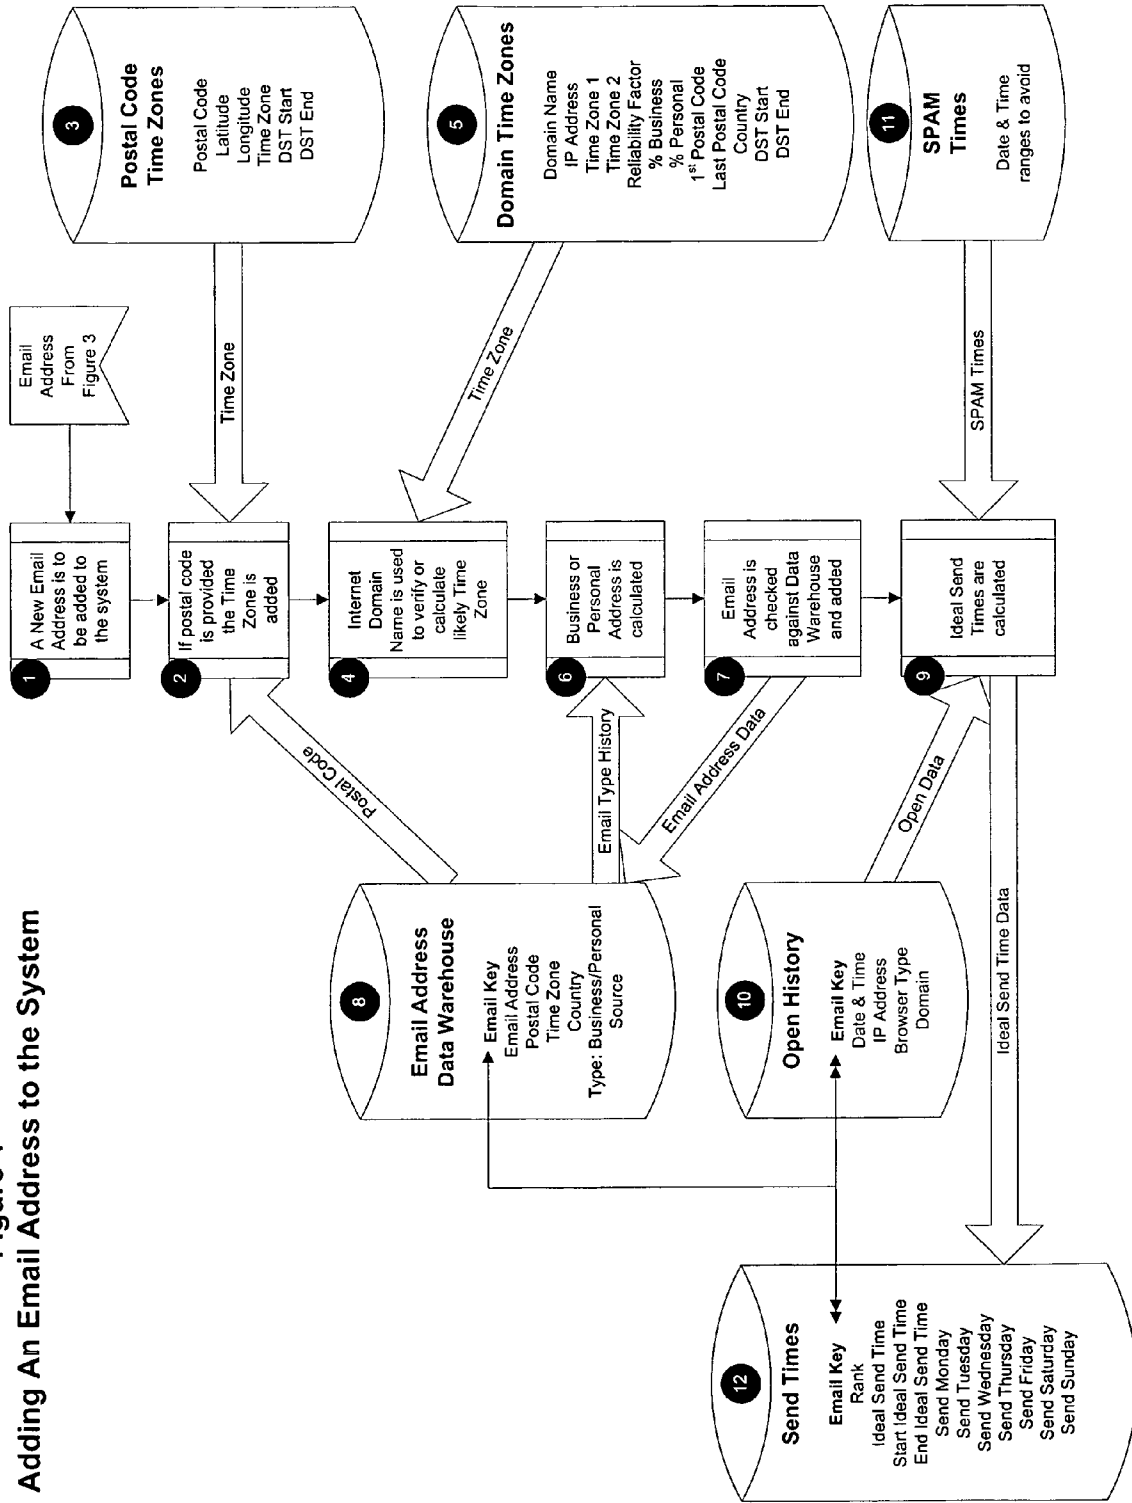 Adding An Email Address to the System
Email
Address
From
Figure 3
1
A New Email
Address is to
be added to
the system
2
If postal code
is provided
the Time
Zone is
added
Time Zone
3
Postal Code
Time Zones
Postal Code
Latitude
Longitude
Time Zone
DST Start
DST End
Postal Code
4
Internet
Domain
Name is used
to verify or
calculate
likely Time
Zone
Time Zone
5
Domain Time Zones
Domain Name
IP Address
Time Zone 1
Time Zone 2
Reliability Factor
% Business
% Personal
1st Postal Code
Last Postal Code
Country
DST Start
DST End
6
Business or
Personal
Address is
calculated
Email Type History
7
Email
Address is
checked
against Data
Warehouse
and added
Email Address Data
8
Email Address
Data Warehouse
Email Key
Email Address
Postal Code
Time Zone
Country
Type: Business/Personal
Source
9
Ideal Send
Times are
calculated
Open Data
10
Open History
Email Key
Date & Time
IP Address
Browser Type
Domain
SPAM Times
11
SPAM
Times
Date & Time
ranges to avoid
Ideal Send Time Data
12
Send Times
Email Key
Rank
Ideal Send Time
Start Ideal Send Time
End Ideal Send Time
Send Monday
Send Tuesday
Send Wednesday
Send Thursday
Send Friday
Send Saturday
Send Sunday